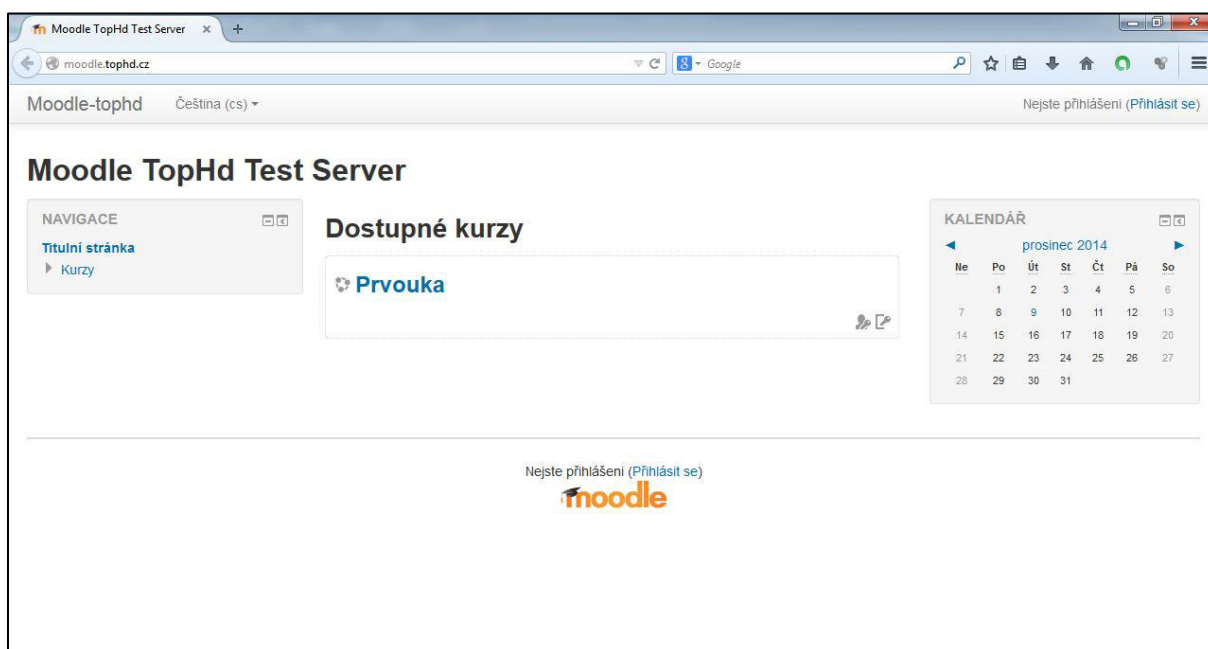 Moodle TopHd Test Server
moodle.tophd.cz
Google
Moodle-tophd
Čeština (cs)
Nejste přihlášeni (Přihlásit se)
Moodle TopHd Test Server
NAVIGACE
Titulní stránka
Kurzy
Dostupné kurzy
Prvouka
KALENDÁŘ
prosinec 2014
Ne Po Út St Čt Pá So
1 2 3 4 5 6
7 8 9 10 11 12 13
14 15 16 17 18 19 20
21 22 23 24 25 26 27
28 29 30 31
Nejste přihlášeni (Přihlásit se)
moodle